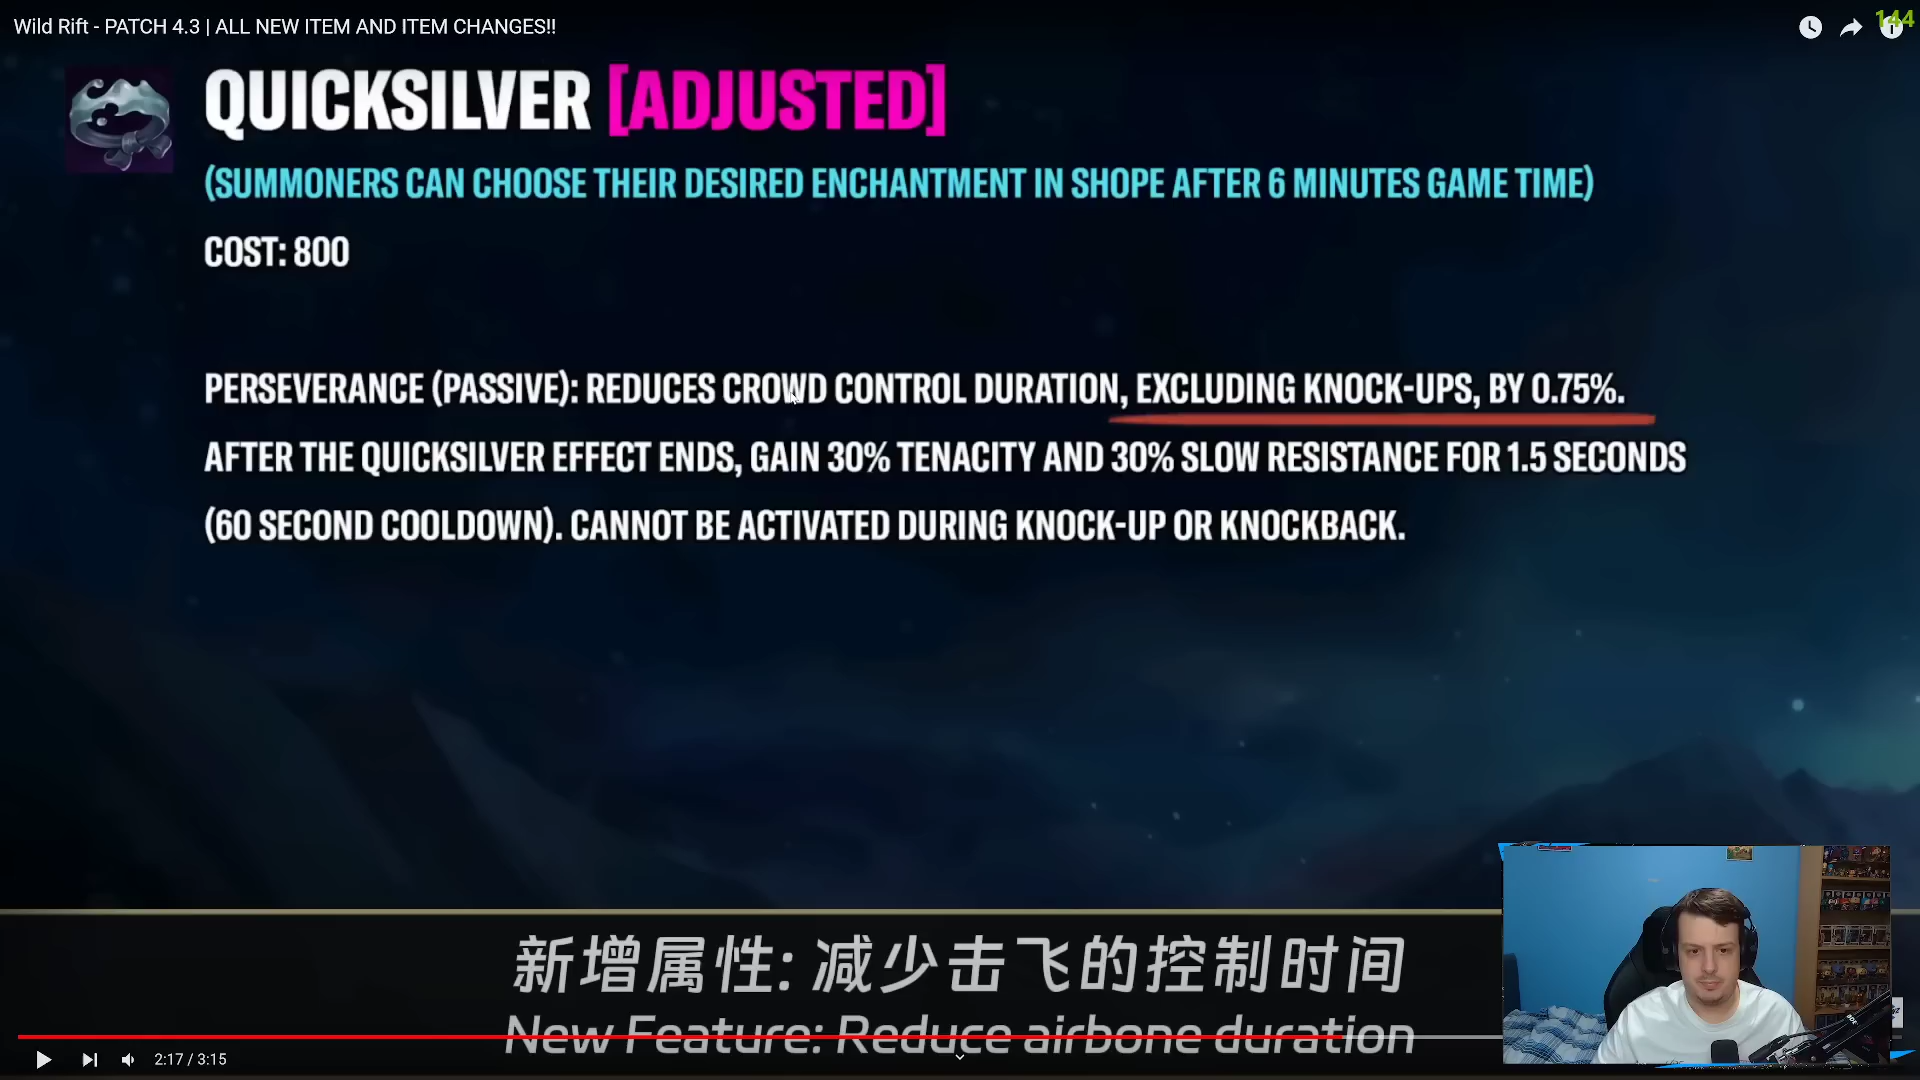 Wild Rift - PATCH 4.3 | ALL NEW ITEM AND ITEM CHANGES!!
144
QUICKSILVER [ADJUSTED]
(SUMMONERS CAN CHOOSE THEIR DESIRED ENCHANTMENT IN SHOPE AFTER 6 MINUTES GAME TIME)
COST: 800
PERSEVERANCE (PASSIVE): REDUCES CROWD CONTROL DURATION, EXCLUDING KNOCK-UPS, BY 0.75%.
AFTER THE QUICKSILVER EFFECT ENDS, GAIN 30% TENACITY AND 30% SLOW RESISTANCE FOR 1.5 SECONDS
(60 SECOND COOLDOWN). CANNOT BE ACTIVATED DURING KNOCK-UP OR KNOCKBACK.
新增属性: 减少击飞的控制时间
New Feature: Reduce airbone duration
2:17 / 3:15